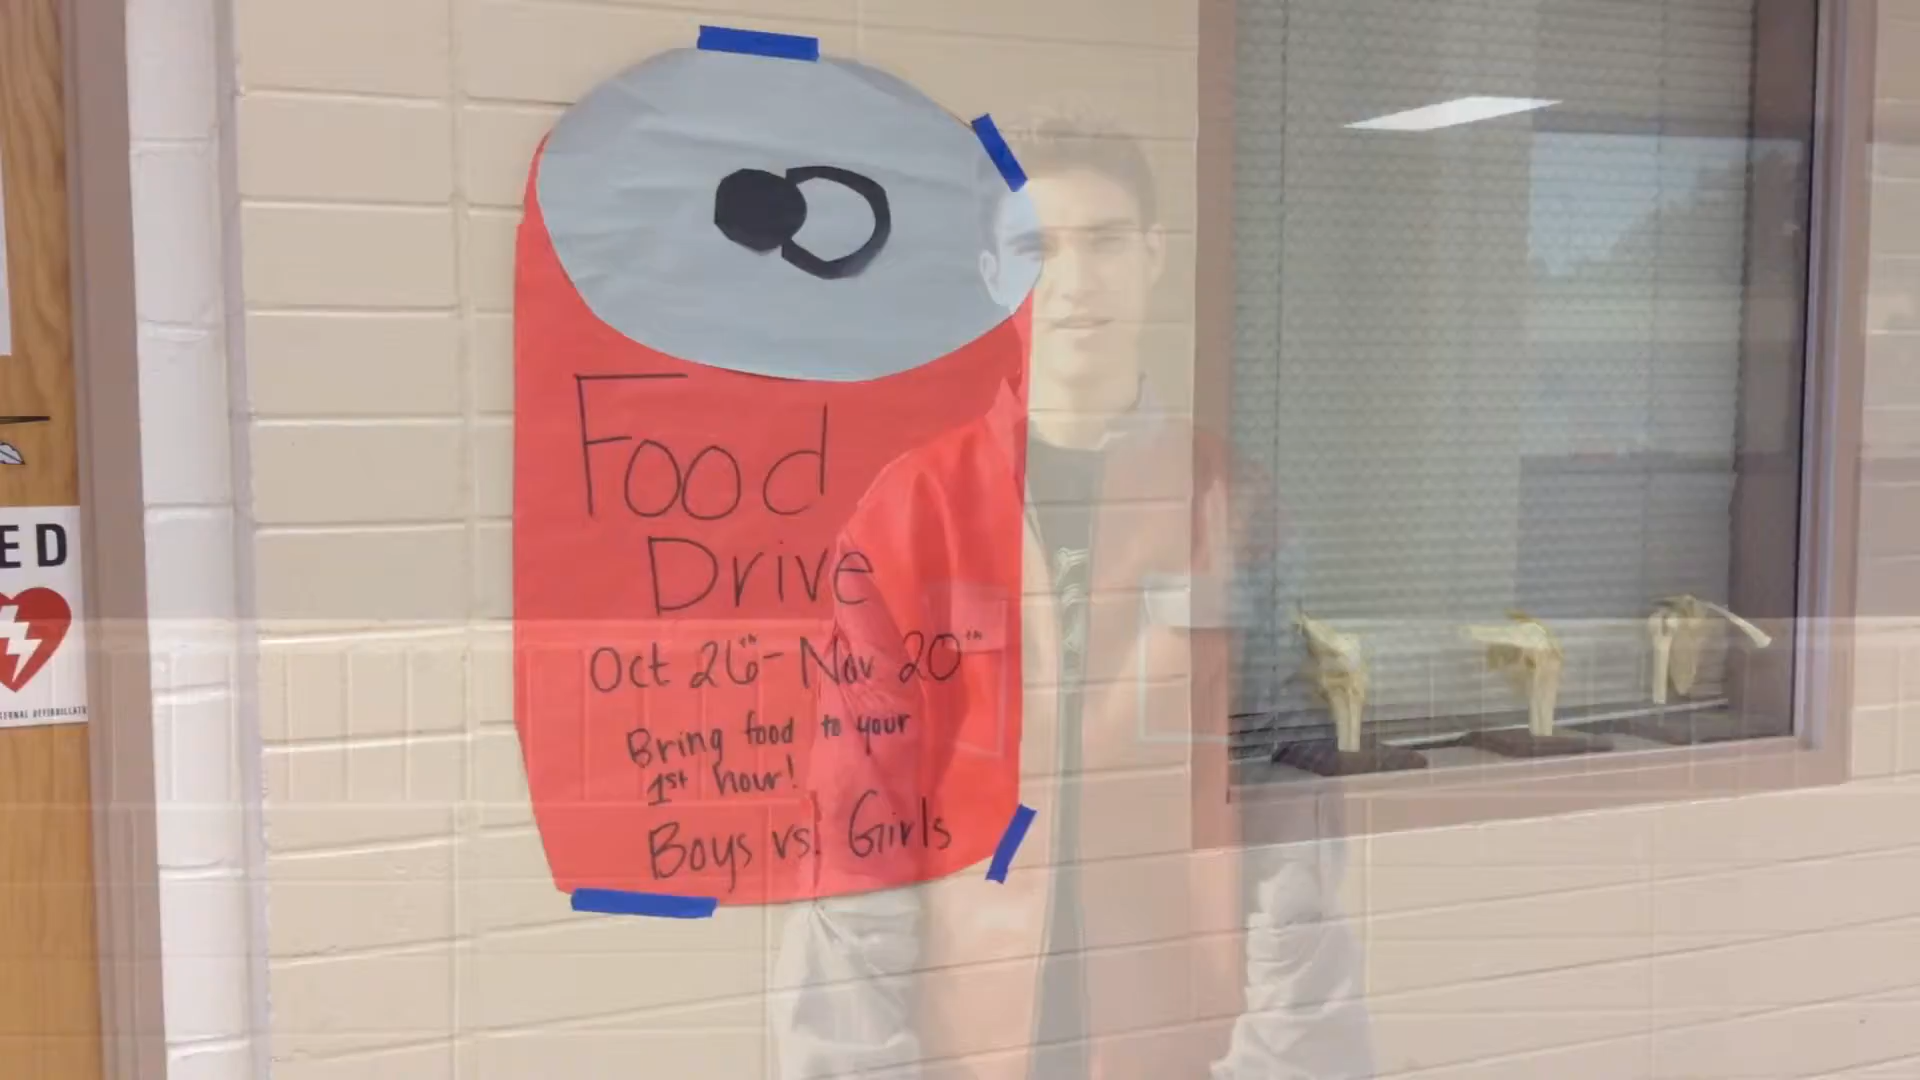 Food
Drive
Oct 26th - Nov 20th
Bring food to your
1st hour!
Boys vs. Girls
ED